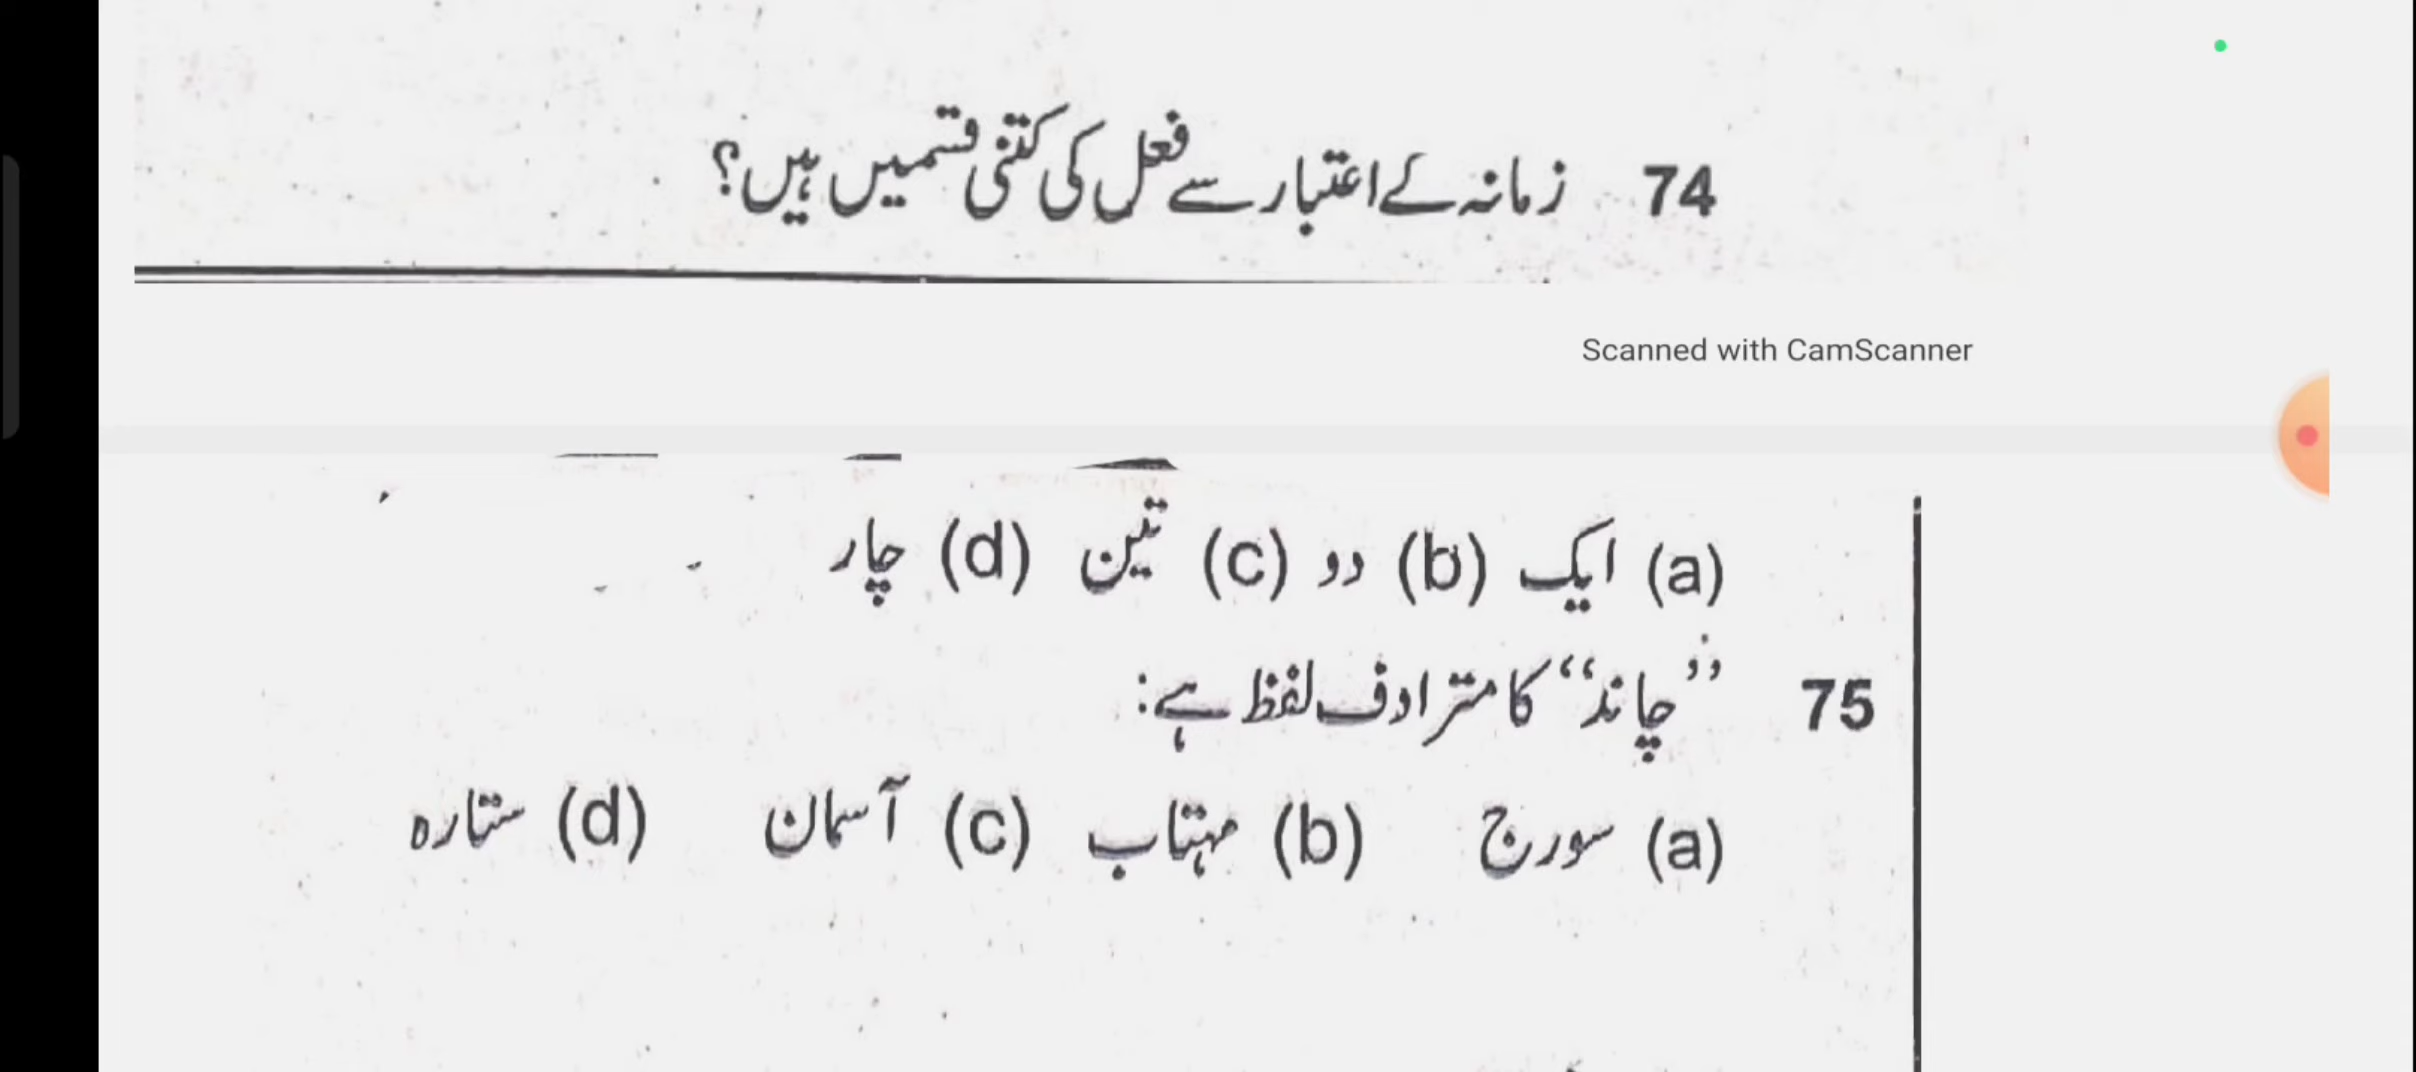 74 زمانہ کے اعتبار سے فعل کی کتنی قسمیں ہیں؟
Scanned with CamScanner
(a) ایک (b) دو (c) تین (d) چار
75 ”چاند“ کا مترادف لفظ ہے:
(a) سورج (b) مہتاب (c) آسمان (d) ستارہ